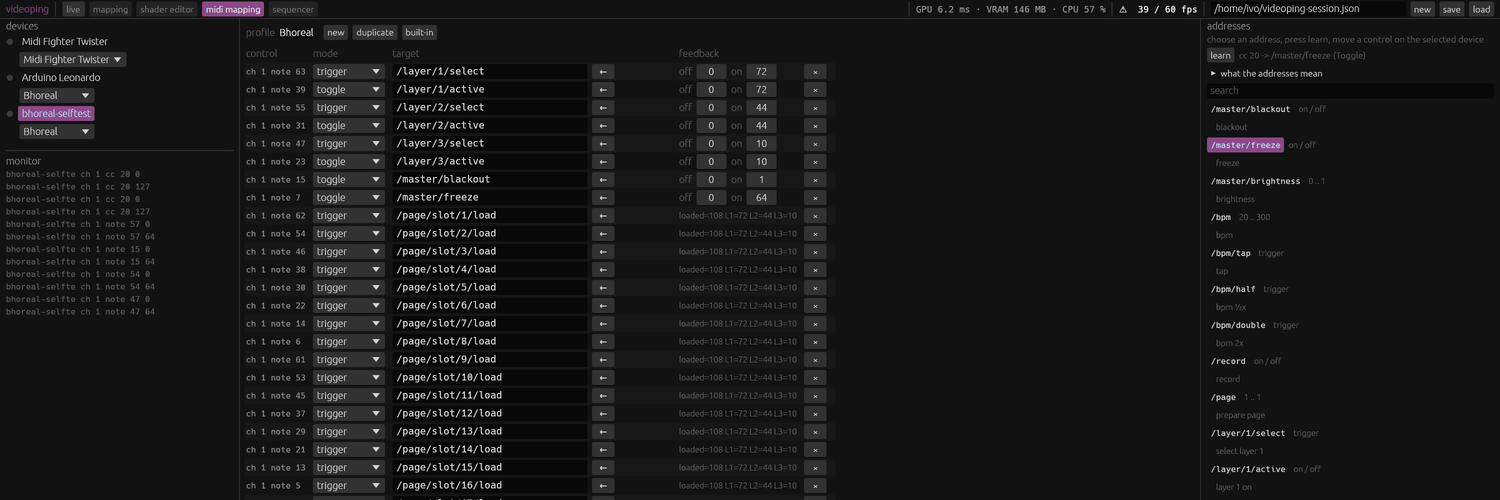 videoping live mapping shader editor midi mapping sequencer GPU 6.2 ms · VRAM 146 MB · CPU 57 % ⚠ 39 / 60 fps /home/ivo/videoping-session.json new save load
devices
Midi Fighter Twister
Midi Fighter Twister ▼
Arduino Leonardo
Bhoreal ▼
bhoreal-selftest
Bhoreal ▼
monitor
bhoreal-selfte ch 1 cc 20 0
bhoreal-selfte ch 1 cc 20 127
bhoreal-selfte ch 1 cc 20 0
bhoreal-selfte ch 1 cc 20 127
bhoreal-selfte ch 1 note 57 0
bhoreal-selfte ch 1 note 57 64
bhoreal-selfte ch 1 note 15 0
bhoreal-selfte ch 1 note 15 64
bhoreal-selfte ch 1 note 54 0
bhoreal-selfte ch 1 note 54 64
bhoreal-selfte ch 1 note 47 0
bhoreal-selfte ch 1 note 47 64
profile Bhoreal new duplicate built-in
control mode target feedback
ch 1 note 63 trigger ▼ /layer/1/select ← off 0 on 72 ×
ch 1 note 39 toggle ▼ /layer/1/active ← off 0 on 72 ×
ch 1 note 55 trigger ▼ /layer/2/select ← off 0 on 44 ×
ch 1 note 31 toggle ▼ /layer/2/active ← off 0 on 44 ×
ch 1 note 47 trigger ▼ /layer/3/select ← off 0 on 10 ×
ch 1 note 23 toggle ▼ /layer/3/active ← off 0 on 10 ×
ch 1 note 15 toggle ▼ /master/blackout ← off 0 on 1 ×
ch 1 note 7 toggle ▼ /master/freeze ← off 0 on 64 ×
ch 1 note 62 trigger ▼ /page/slot/1/load ← loaded=108 L1=72 L2=44 L3=10 ×
ch 1 note 54 trigger ▼ /page/slot/2/load ← loaded=108 L1=72 L2=44 L3=10 ×
ch 1 note 46 trigger ▼ /page/slot/3/load ← loaded=108 L1=72 L2=44 L3=10 ×
ch 1 note 38 trigger ▼ /page/slot/4/load ← loaded=108 L1=72 L2=44 L3=10 ×
ch 1 note 30 trigger ▼ /page/slot/5/load ← loaded=108 L1=72 L2=44 L3=10 ×
ch 1 note 22 trigger ▼ /page/slot/6/load ← loaded=108 L1=72 L2=44 L3=10 ×
ch 1 note 14 trigger ▼ /page/slot/7/load ← loaded=108 L1=72 L2=44 L3=10 ×
ch 1 note 6 trigger ▼ /page/slot/8/load ← loaded=108 L1=72 L2=44 L3=10 ×
ch 1 note 61 trigger ▼ /page/slot/9/load ← loaded=108 L1=72 L2=44 L3=10 ×
ch 1 note 53 trigger ▼ /page/slot/10/load ← loaded=108 L1=72 L2=44 L3=10 ×
ch 1 note 45 trigger ▼ /page/slot/11/load ← loaded=108 L1=72 L2=44 L3=10 ×
ch 1 note 37 trigger ▼ /page/slot/12/load ← loaded=108 L1=72 L2=44 L3=10 ×
ch 1 note 29 trigger ▼ /page/slot/13/load ← loaded=108 L1=72 L2=44 L3=10 ×
ch 1 note 21 trigger ▼ /page/slot/14/load ← loaded=108 L1=72 L2=44 L3=10 ×
ch 1 note 13 trigger ▼ /page/slot/15/load ← loaded=108 L1=72 L2=44 L3=10 ×
ch 1 note 5 trigger ▼ /page/slot/16/load ← loaded=108 L1=72 L2=44 L3=10 ×
addresses
choose an address, press learn, move a control on the selected device
learn cc 20 -> /master/freeze (Toggle)
▶ what the addresses mean
search
/master/blackout on / off
blackout
/master/freeze on / off
freeze
/master/brightness 0 .. 1
brightness
/bpm 20 .. 300
bpm
/bpm/tap trigger
tap
/bpm/half trigger
bpm ½x
/bpm/double trigger
bpm 2x
/record on / off
record
/page 1 .. 1
prepare page
/layer/1/select trigger
select layer 1
/layer/1/active on / off
layer 1 on